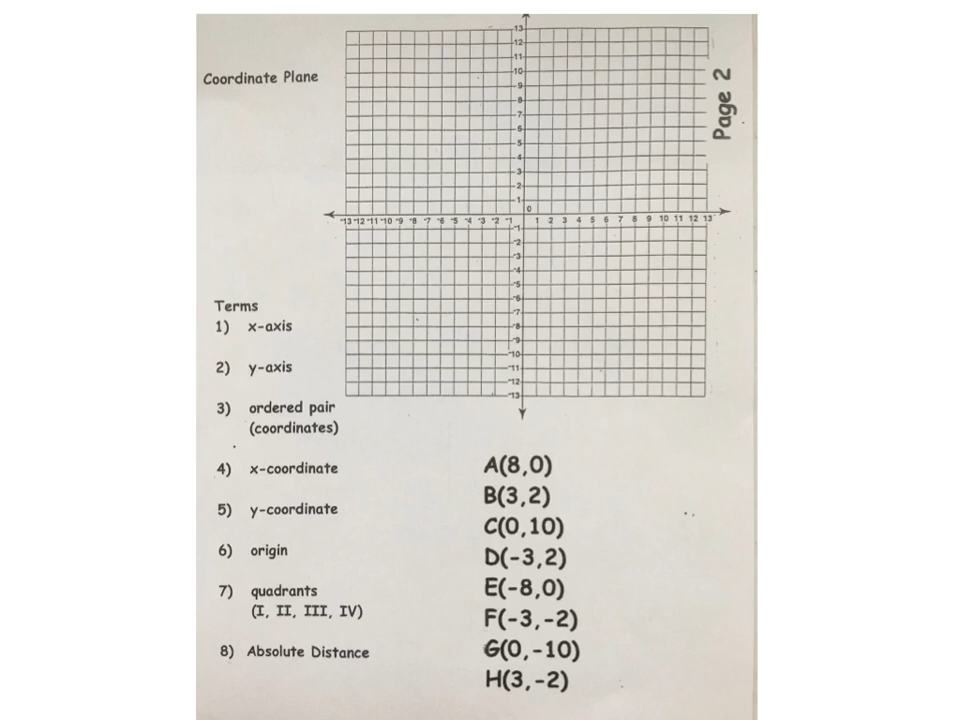 Coordinate Plane
Page 2
13
12
11
10
9
8
7
6
5
4
3
2
1
0
-13 -12 -11 -10 -9 -8 -7 -6 -5 -4 -3 -2 -1 1 2 3 4 5 6 7 8 9 10 11 12 13
-1
-2
-3
-4
-5
-6
-7
-8
-9
-10
-11
-12
-13
Terms
1) x-axis
2) y-axis
3) ordered pair
(coordinates)
4) x-coordinate
5) y-coordinate
6) origin
7) quadrants
(I, II, III, IV)
8) Absolute Distance
A(8,0)
B(3,2)
C(0,10)
D(-3,2)
E(-8,0)
F(-3,-2)
G(0,-10)
H(3,-2)